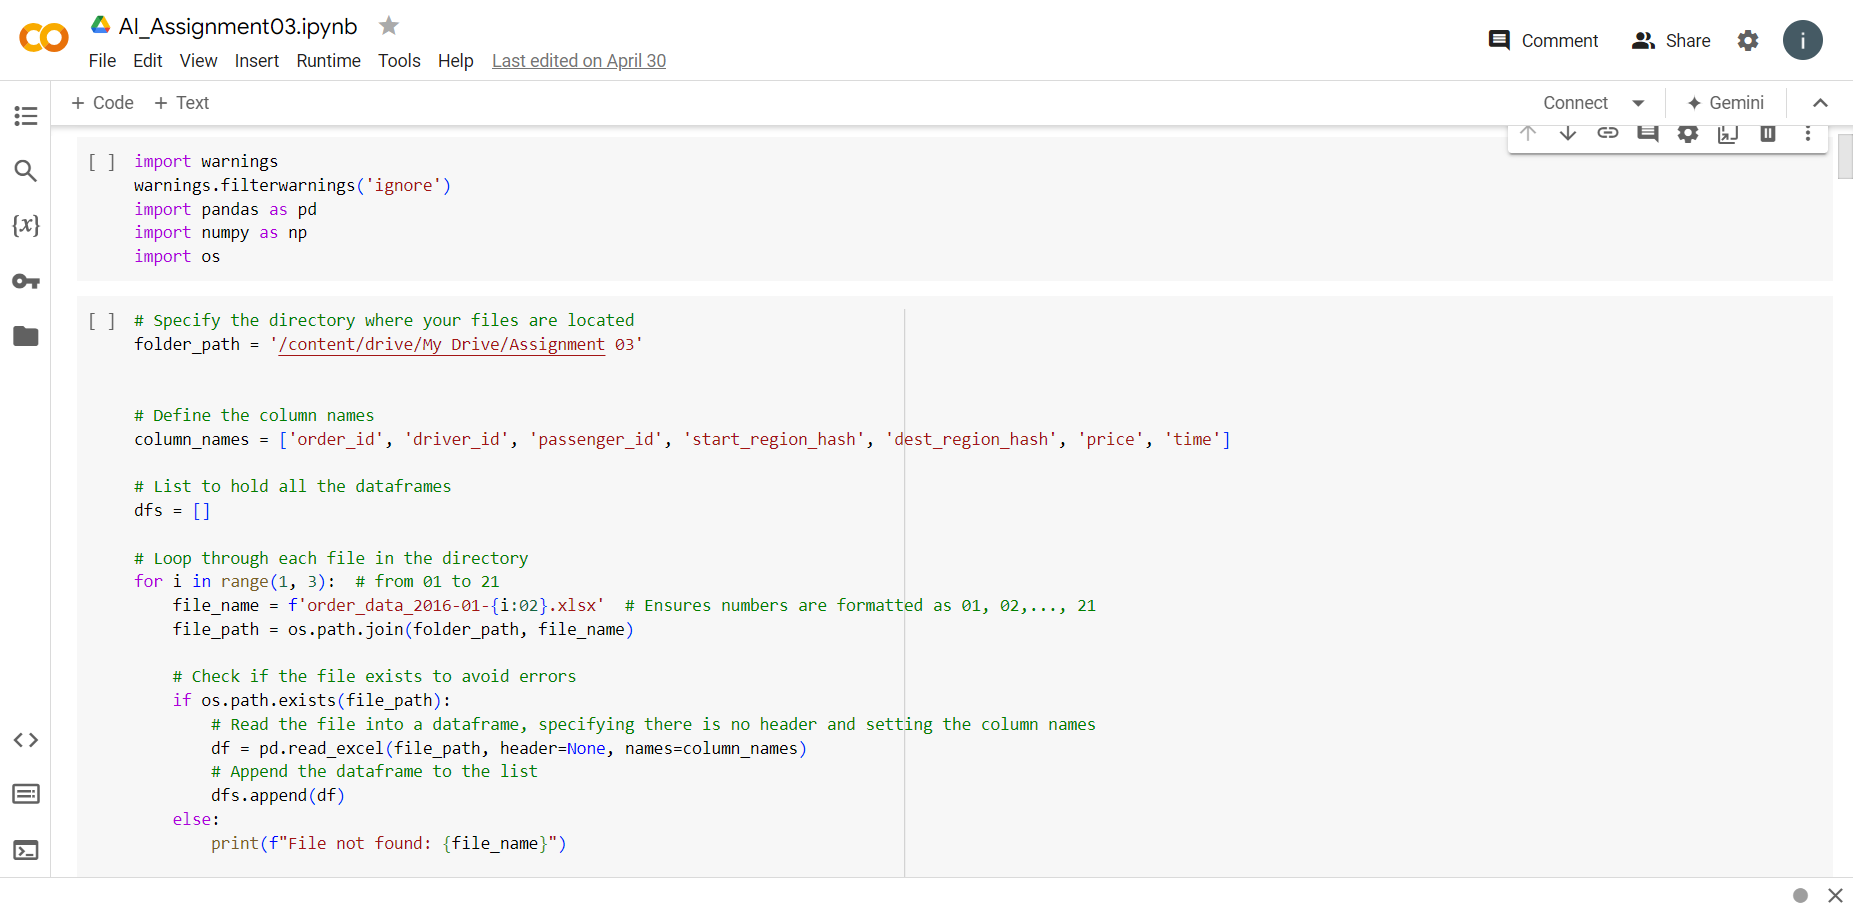 AI_Assignment03.ipynb
File Edit View Insert Runtime Tools Help Last edited on April 30
Comment Share i
+ Code + Text
Connect Gemini
{x}
[ ] import warnings
warnings.filterwarnings('ignore')
import pandas as pd
import numpy as np
import os
[ ] # Specify the directory where your files are located
folder_path = '/content/drive/My Drive/Assignment 03'
# Define the column names
column_names = ['order_id', 'driver_id', 'passenger_id', 'start_region_hash', 'dest_region_hash', 'price', 'time']
# List to hold all the dataframes
dfs = []
# Loop through each file in the directory
for i in range(1, 3):  # from 01 to 21
    file_name = f'order_data_2016-01-{i:02}.xlsx'  # Ensures numbers are formatted as 01, 02,..., 21
    file_path = os.path.join(folder_path, file_name)
    # Check if the file exists to avoid errors
    if os.path.exists(file_path):
        # Read the file into a dataframe, specifying there is no header and setting the column names
        df = pd.read_excel(file_path, header=None, names=column_names)
        # Append the dataframe to the list
        dfs.append(df)
    else:
        print(f"File not found: {file_name}")